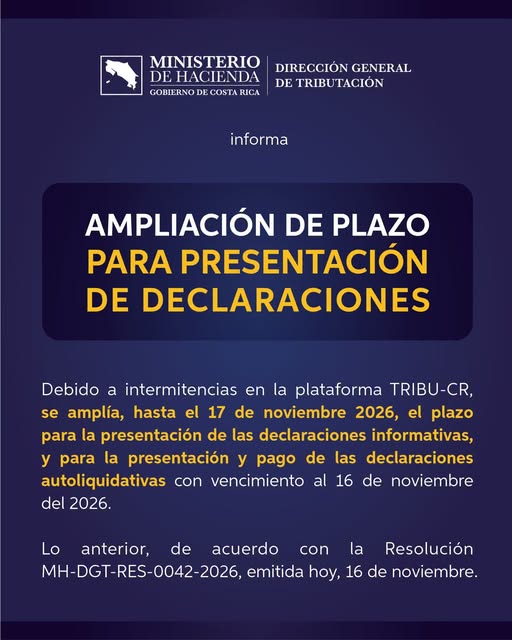 MINISTERIO
DE HACIENDA
GOBIERNO DE COSTA RICA
DIRECCIÓN GENERAL
DE TRIBUTACIÓN
informa
AMPLIACIÓN DE PLAZO
PARA PRESENTACIÓN
DE DECLARACIONES
Debido a intermitencias en la plataforma TRIBU-CR,
se amplía, hasta el 17 de noviembre 2026, el plazo
para la presentación de las declaraciones informativas,
y para la presentación y pago de las declaraciones
autoliquidativas con vencimiento al 16 de noviembre
del 2026.
Lo anterior, de acuerdo con la Resolución
MH-DGT-RES-0042-2026, emitida hoy, 16 de noviembre.